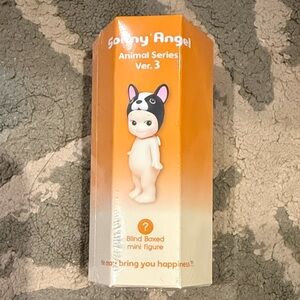 Sonny Angel
Animal Series
Ver. 3
?
Blind Boxed
mini figure
bring you happiness?